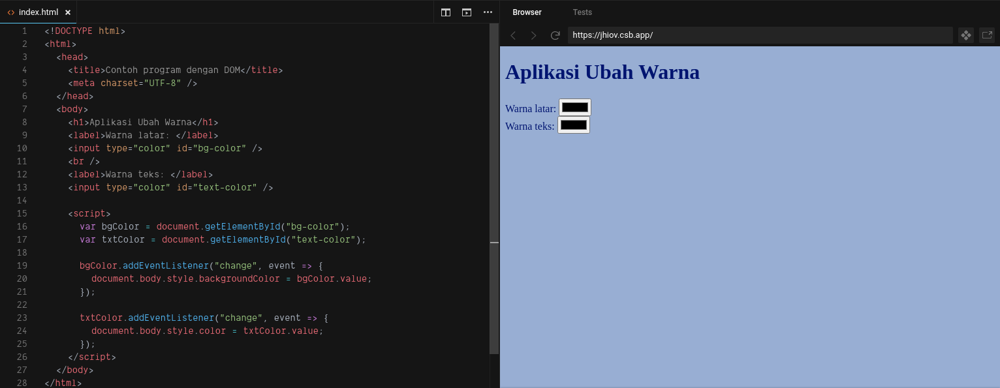 index.html
1 <!DOCTYPE html>
2 <html>
3 <head>
4 <title>Contoh program dengan DOM</title>
5 <meta charset="UTF-8" />
6 </head>
7 <body>
8 <h1>Aplikasi Ubah Warna</h1>
9 <label>Warna latar: </label>
10 <input type="color" id="bg-color" />
11 <br />
12 <label>Warna teks: </label>
13 <input type="color" id="text-color" />
14
15 <script>
16 var bgColor = document.getElementById("bg-color");
17 var txtColor = document.getElementById("text-color");
18
19 bgColor.addEventListener("change", event => {
20 document.body.style.backgroundColor = bgColor.value;
21 });
22
23 txtColor.addEventListener("change", event => {
24 document.body.style.color = txtColor.value;
25 });
26 </script>
27 </body>
28 </html>
Browser Tests
https://jhiov.csb.app/
Aplikasi Ubah Warna
Warna latar:
Warna teks: